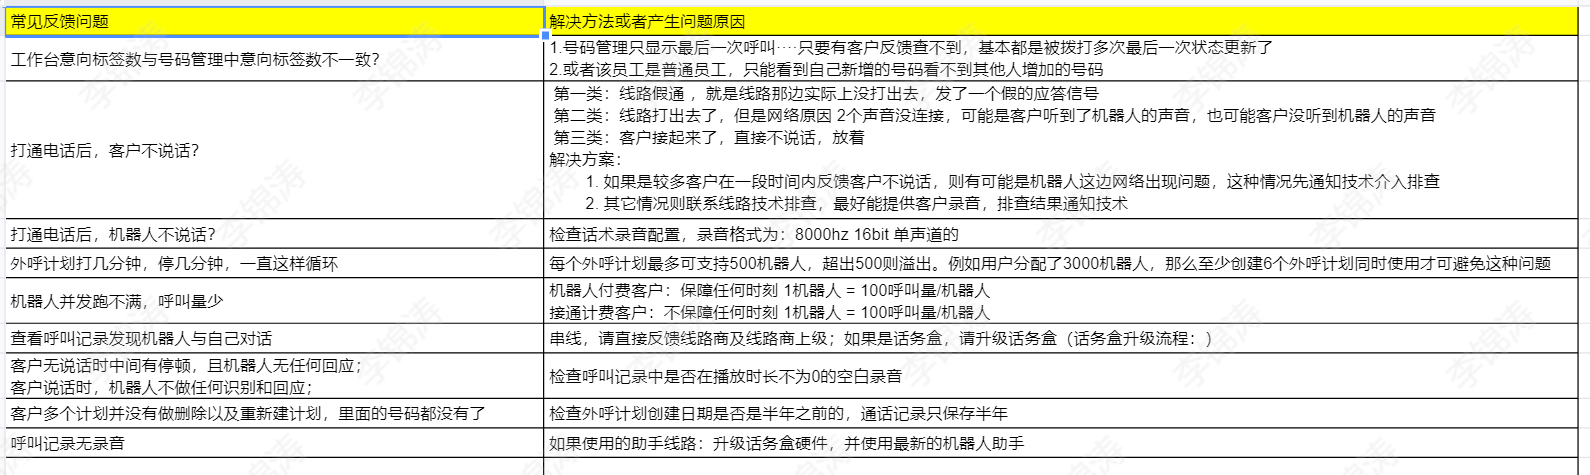 常见反馈问题
解决方法或者产生问题原因
工作台意向标签数与号码管理中意向标签数不一致？
1.号码管理只显示最后一次呼叫····只要有客户反馈查不到，基本都是被拨打多次最后一次状态更新了
2.或者该员工是普通员工，只能看到自己新增的号码看不到其他人增加的号码
打通电话后，客户不说话？
第一类：线路假通 ，就是线路那边实际上没打出去，发了一个假的应答信号
第二类：线路打出去了，但是网络原因 2个声音没连接，可能是客户听到了机器人的声音，也可能客户没听到机器人的声音
第三类：客户接起来了，直接不说话，放着
解决方案：
1. 如果是较多客户在一段时间内反馈客户不说话，则有可能是机器人这边网络出现问题，这种情况先通知技术介入排查
2. 其它情况则联系线路技术排查，最好能提供客户录音，排查结果通知技术
打通电话后，机器人不说话？
检查话术录音配置，录音格式为：8000hz 16bit 单声道的
外呼计划打几分钟，停几分钟，一直这样循环
每个外呼计划最多可支持500机器人，超出500则溢出。例如用户分配了3000机器人，那么至少创建6个外呼计划同时使用才可避免这种问题
机器人并发跑不满，呼叫量少
机器人付费客户：保障任何时刻 1机器人 = 100呼叫量/机器人
接通计费客户：不保障任何时刻 1机器人 = 100呼叫量/机器人
查看呼叫记录发现机器人与自己对话
串线，请直接反馈线路商及线路商上级；如果是话务盒，请升级话务盒（话务盒升级流程：）
客户无说话时中间有停顿，且机器人无任何回应；
客户说话时，机器人不做任何识别和回应；
检查呼叫记录中是否在播放时长不为0的空白录音
客户多个计划并没有做删除以及重新建计划，里面的号码都没有了
检查外呼计划创建日期是否是半年之前的，通话记录只保存半年
呼叫记录无录音
如果使用的助手线路：升级话务盒硬件，并使用最新的机器人助手
李锦涛